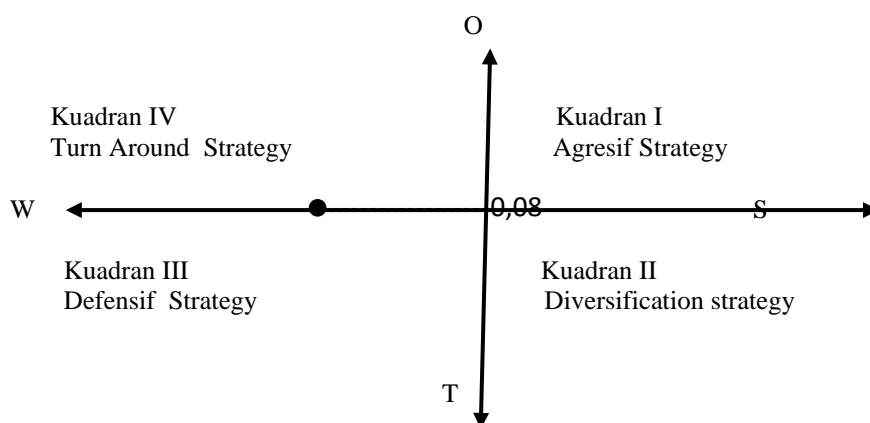 O
Kuadran IV
Turn Around Strategy
Kuadran I
Agresif Strategy
W
0,08
S
Kuadran III
Defensif Strategy
Kuadran II
Diversification strategy
T